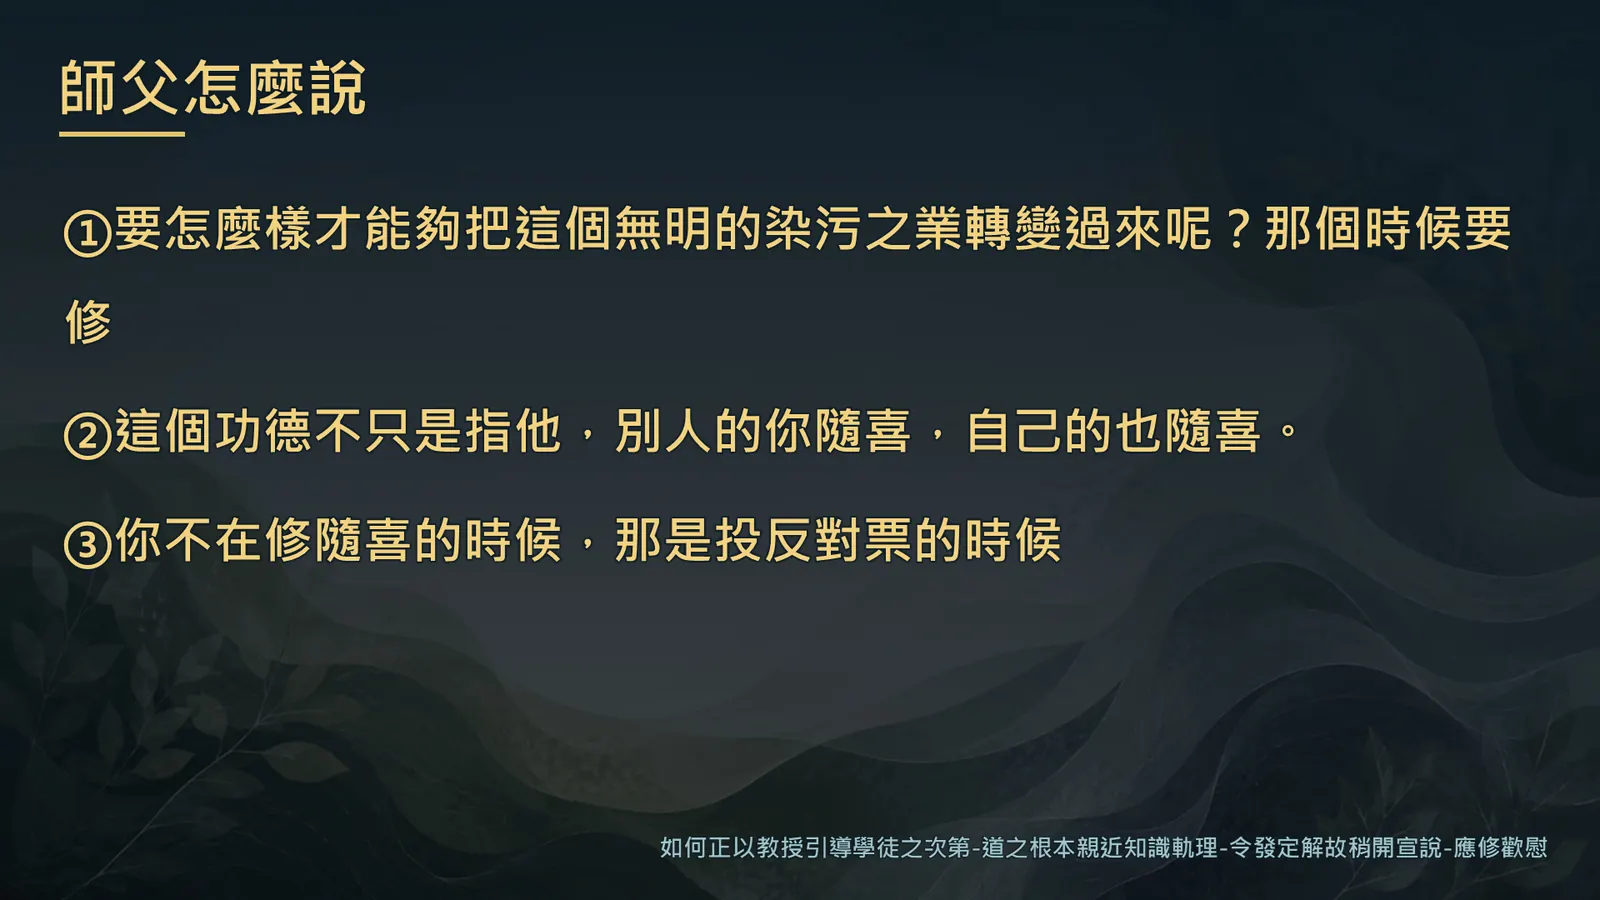 師父怎麼說
①要怎麼樣才能夠把這個無明的染污之業轉變過來呢？那個時候要
修
②這個功德不只是指他，別人的你隨喜，自己的也隨喜。
③你不在修隨喜的時候，那是投反對票的時候
如何正以教授引導學徒之次第-道之根本親近知識軌理-令發定解故稍開宣說-應修歡慰